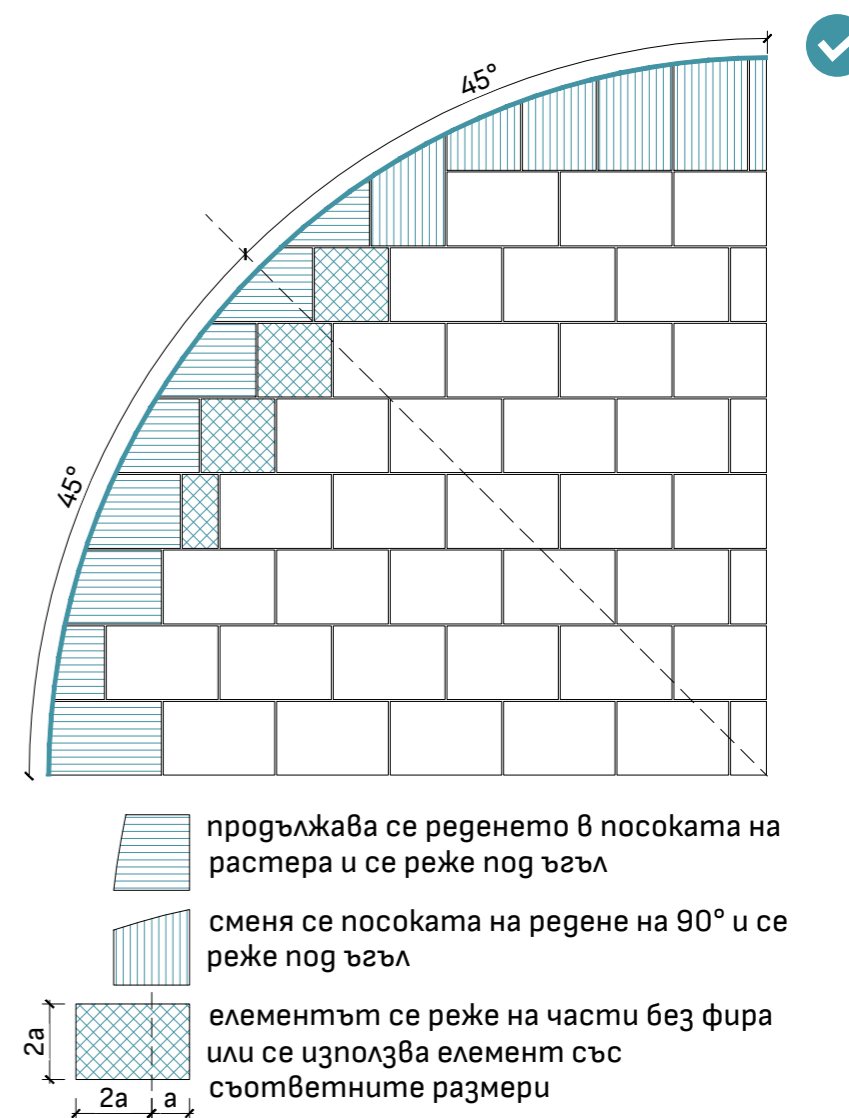 45°
45°
продължава се реденето в посоката на
растера и се реже под ъгъл
сменя се посоката на редене на 90° и се
реже под ъгъл
елементът се реже на части без фира
или се използва елемент със
съответните размери
2a
2a
a